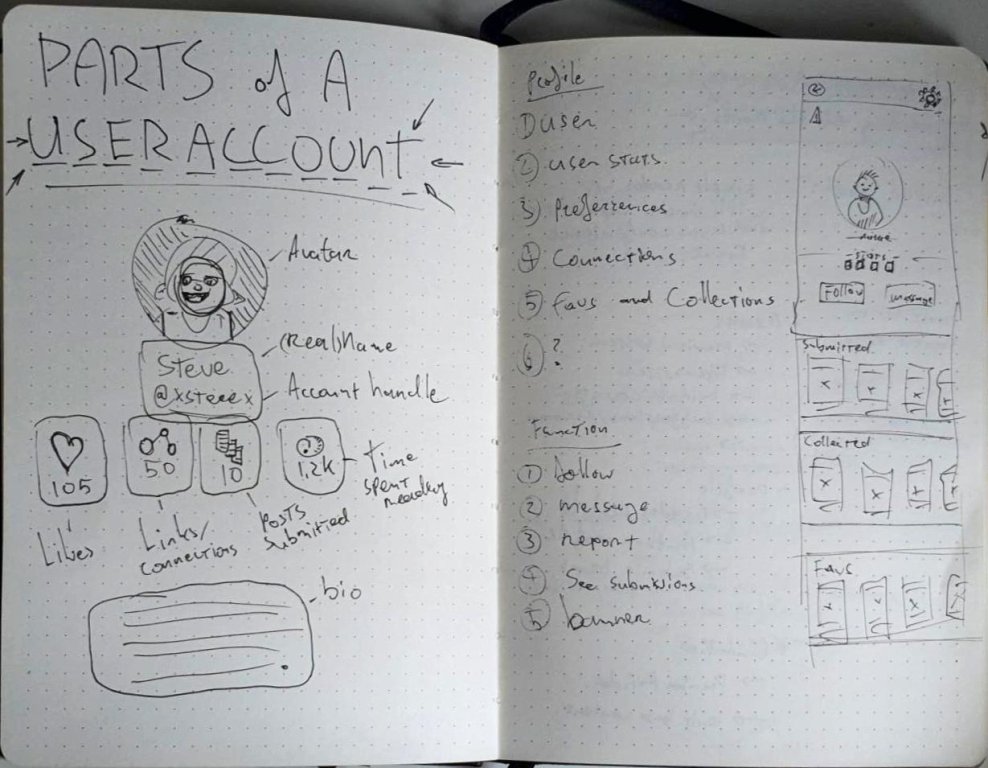 PARTS of A
USER ACCOUNT
Avatar
(Real)Name
Steve
@xsteeex
Account handle
105
50
10
1,2K
Time
spent
reading
Likes
Links/
connections
Posts
Submitted
bio
Profile
1) User
2) user stats
3) Preferrences
4) Connections
5) Favs and Collections
6) ?
Function
1) follow
2) message
3) report
4) See submissions
5) banner
stats
Follow
message
Submitted
Collected
Favs